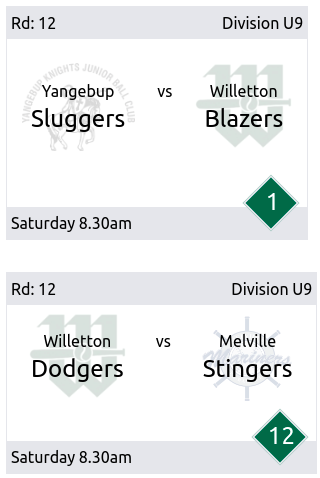 Rd: 12 Division U9
YANGEBUP KNIGHTS JUNIOR BALL CLUB
Yangebup vs Willetton
Sluggers Blazers
1
Saturday 8.30am
Rd: 12 Division U9
Willetton vs Melville
Mariners
Dodgers Stingers
12
Saturday 8.30am